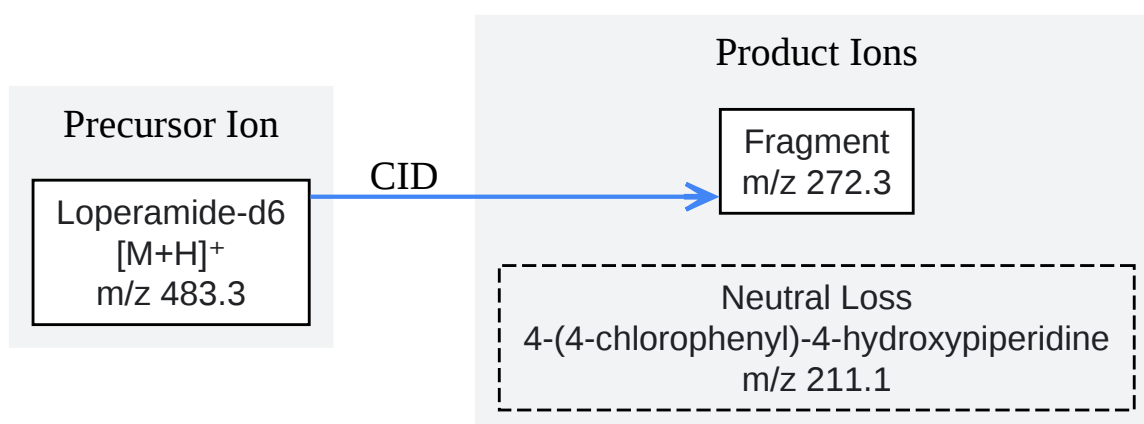 Precursor Ion
Loperamide-d6
[M+H]⁺
m/z 483.3
CID
Product Ions
Fragment
m/z 272.3
Neutral Loss
4-(4-chlorophenyl)-4-hydroxypiperidine
m/z 211.1